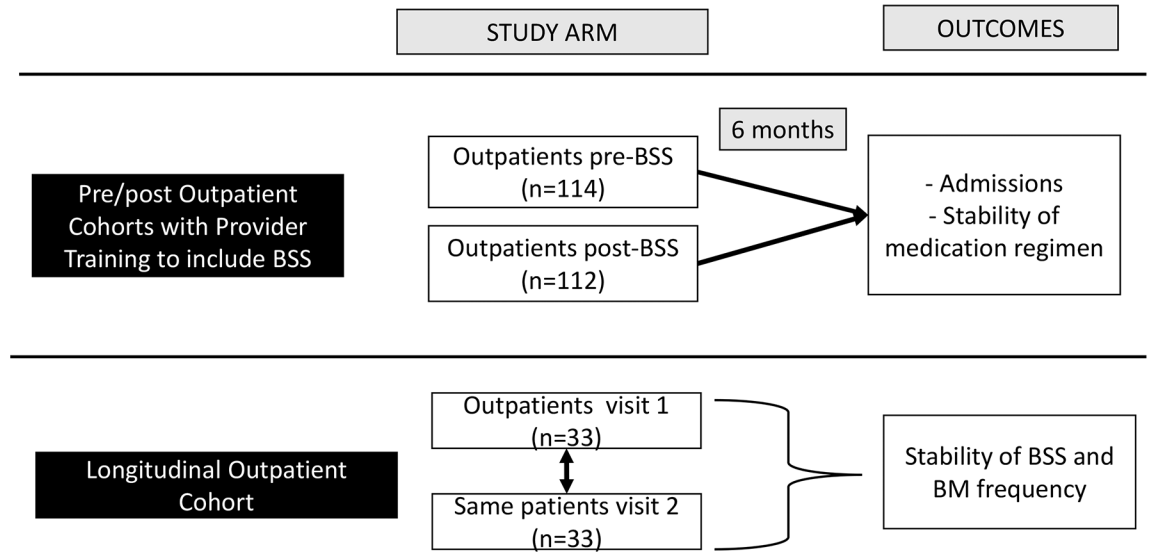 STUDY ARM
OUTCOMES
Pre/post Outpatient
Cohorts with Provider
Training to include BSS
Outpatients pre-BSS
(n=114)
Outpatients post-BSS
(n=112)
6 months
- Admissions
- Stability of
medication regimen
Longitudinal Outpatient
Cohort
Outpatients visit 1
(n=33)
Same patients visit 2
(n=33)
Stability of BSS and
BM frequency